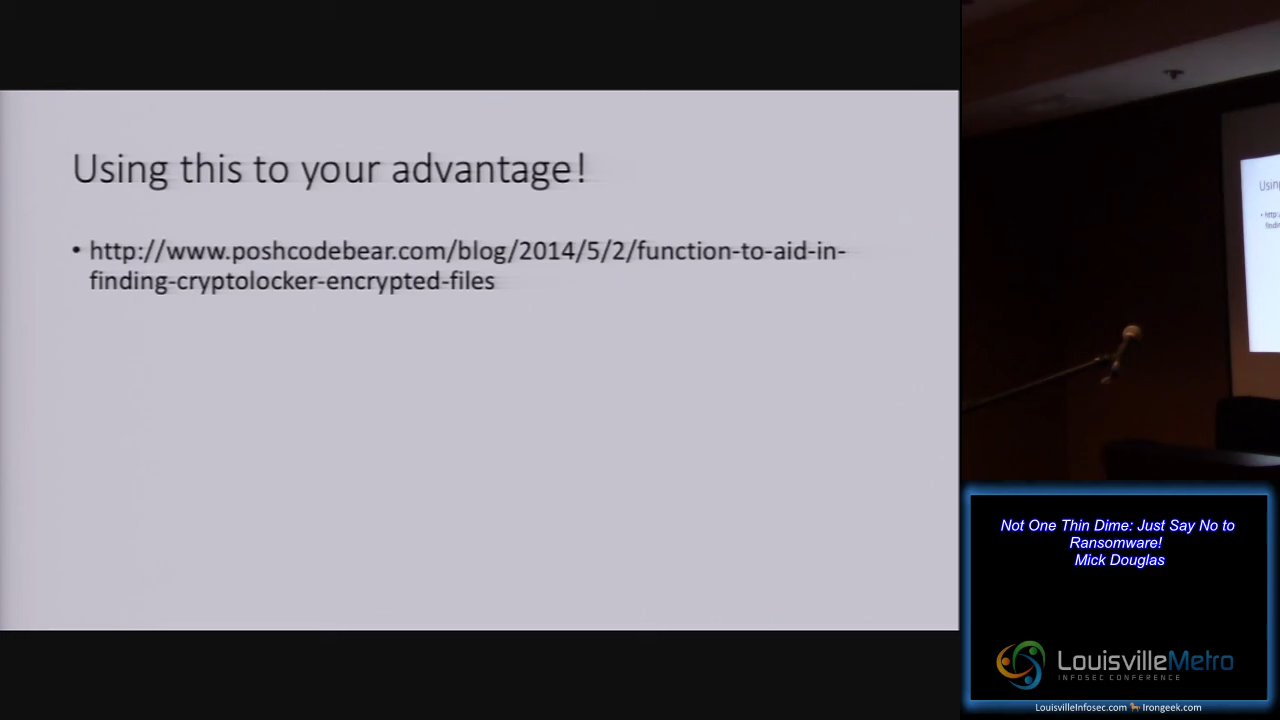 Using this to your advantage!
• http://www.poshcodebear.com/blog/2014/5/2/function-to-aid-in-
finding-cryptolocker-encrypted-files
Not One Thin Dime: Just Say No to
Ransomware!
Mick Douglas
LouisvilleMetro
INFOSEC CONFERENCE
LouisvilleInfosec.com Irongeek.com